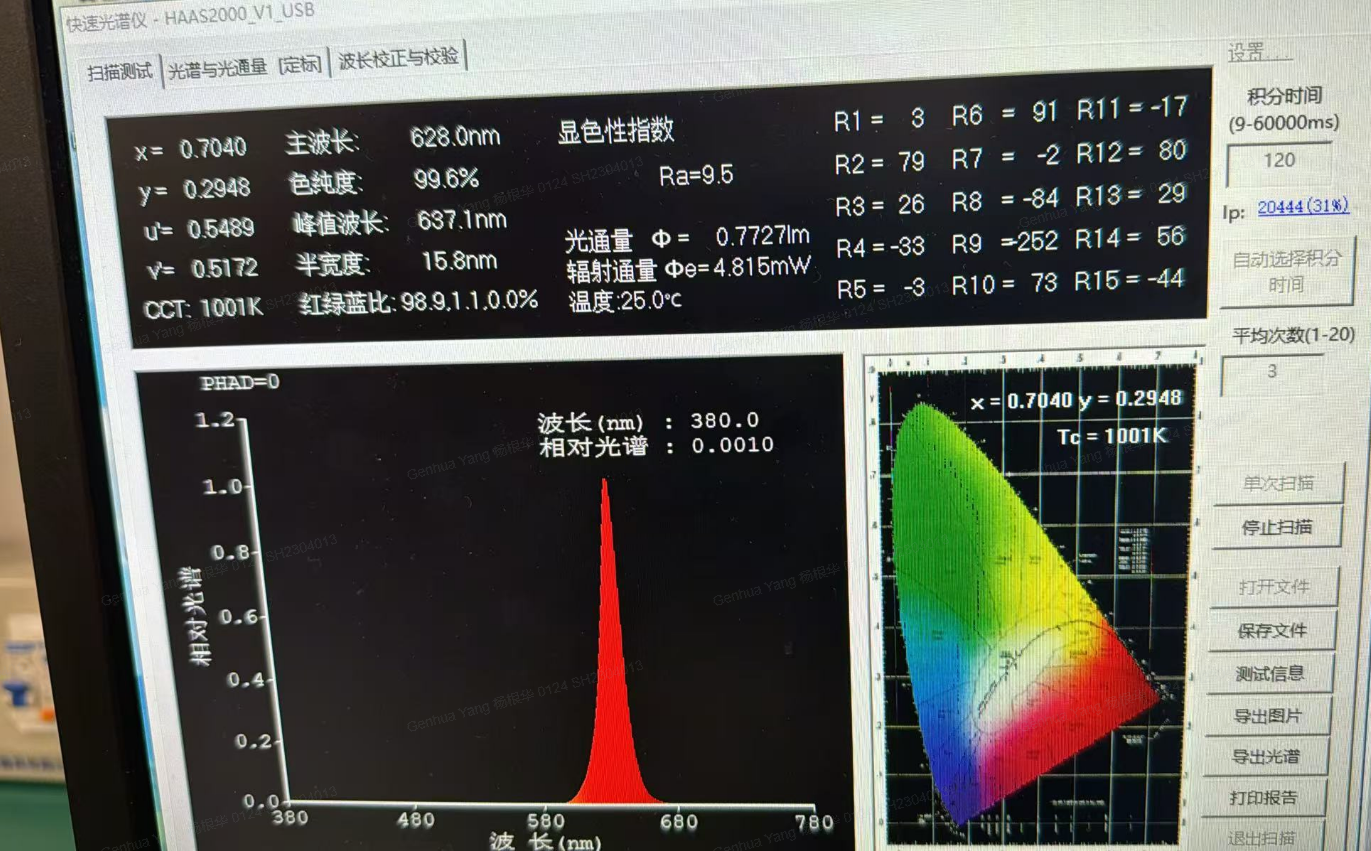 快速光谱仪 - HAAS2000_V1_USB
扫描测试 光谱与光通量 [定标] 波长校正与校验
x= 0.7040 主波长: 628.0nm 显色性指数 R1= 3 R6 = 91 R11 = -17
y= 0.2948 色纯度: 99.6% Ra=9.5 R2= 79 R7 = -2 R12= 80
u'= 0.5489 峰值波长: 637.1nm R3= 26 R8 = -84 R13= 29
v'= 0.5172 半宽度: 15.8nm 光通量 Φ = 0.7727lm R4=-33 R9 =-252 R14= 56
辐射通量 Φe=4.815mW
CCT: 1001K 红绿蓝比: 98.9,1.1,0.0% 温度:25.0℃ R5= -3 R10 = 73 R15= -44
设置...
积分时间
(9-60000ms)
120
Ip: 20444(31%)
自动选择积分
时间
平均次数(1-20)
3
单次扫描
停止扫描
打开文件
保存文件
测试信息
导出图片
导出光谱
打印报告
退出扫描
PHAD=0
波长(nm) : 380.0
相对光谱 : 0.0010
1.2
1.0
0.8
0.6
0.4
0.2
0.0
相对光谱
380 480 580 680 780
波 长(nm)
x = 0.7040 y = 0.2948
Tc = 1001K
Genhua Yang 杨根华 0124 SH2304013